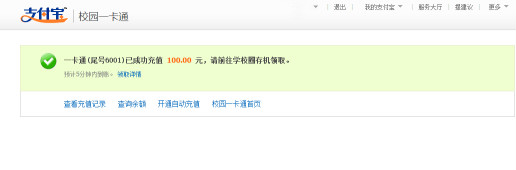 支付宝 校园一卡通
退出 我的支付宝 服务大厅 提建议 更多
一卡通(尾号6001)已成功充值 100.00 元，请前往学校圈存机领取。
预计5分钟内到账。 领取详情
查看充值记录 查询余额 开通自动充值 校园一卡通首页